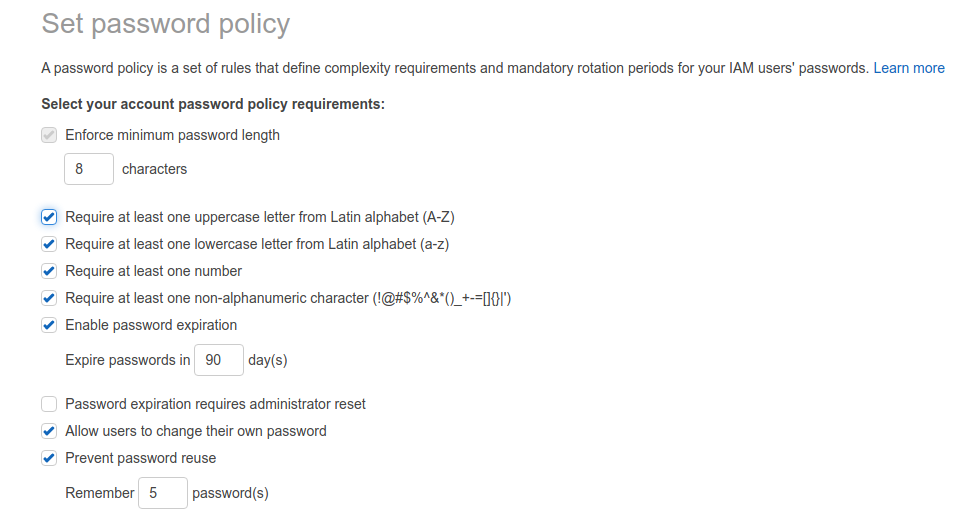 Set password policy
A password policy is a set of rules that define complexity requirements and mandatory rotation periods for your IAM users' passwords. Learn more
Select your account password policy requirements:
Enforce minimum password length
8 characters
Require at least one uppercase letter from Latin alphabet (A-Z)
Require at least one lowercase letter from Latin alphabet (a-z)
Require at least one number
Require at least one non-alphanumeric character (!@#$%^&*()_+-=[]{}|')
Enable password expiration
Expire passwords in 90 day(s)
Password expiration requires administrator reset
Allow users to change their own password
Prevent password reuse
Remember 5 password(s)